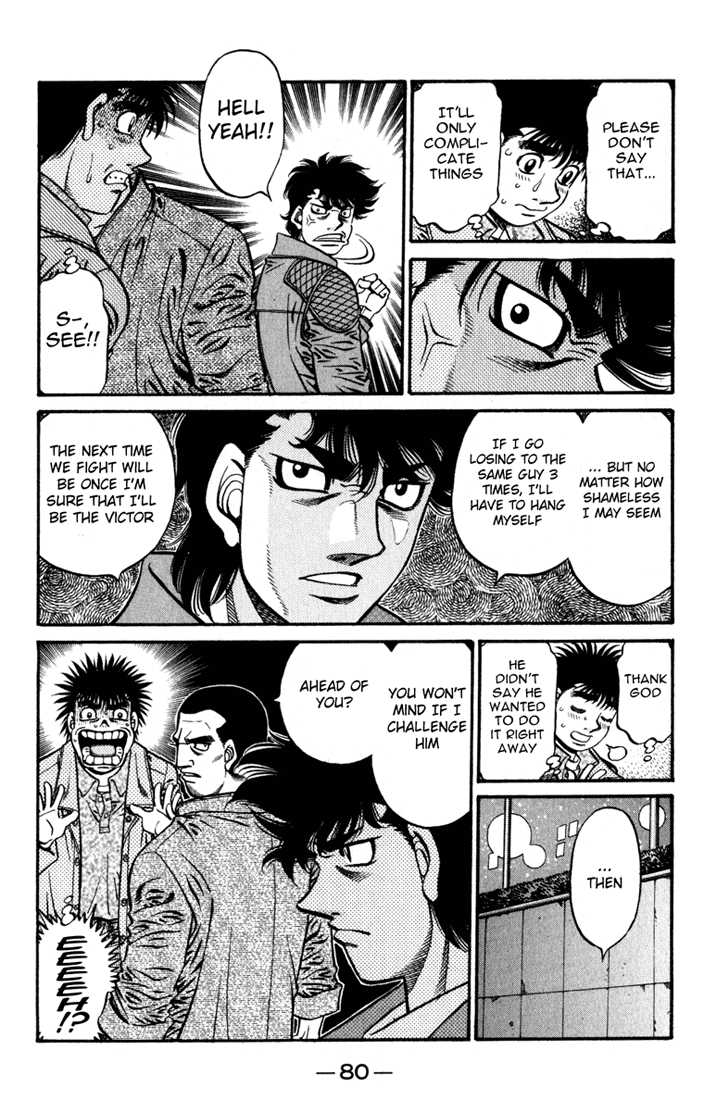 PLEASE
DON'T
SAY
THAT...
IT'LL
ONLY
COMPLI-
CATE
THINGS
HELL
YEAH!!
S-,
SEE!!
... BUT NO
MATTER HOW
SHAMELESS
I MAY SEEM
IF I GO
LOSING TO THE
SAME GUY 3
TIMES, I'LL
HAVE TO HANG
MYSELF
THE NEXT TIME
WE FIGHT WILL
BE ONCE I'M
SURE THAT I'LL
BE THE VICTOR
THANK
GOD
HE
DIDN'T
SAY HE
WANTED
TO DO
IT RIGHT
AWAY
...
THEN
YOU WON'T
MIND IF I
CHALLENGE
HIM
AHEAD OF
YOU?
EEEEH!?
—80—